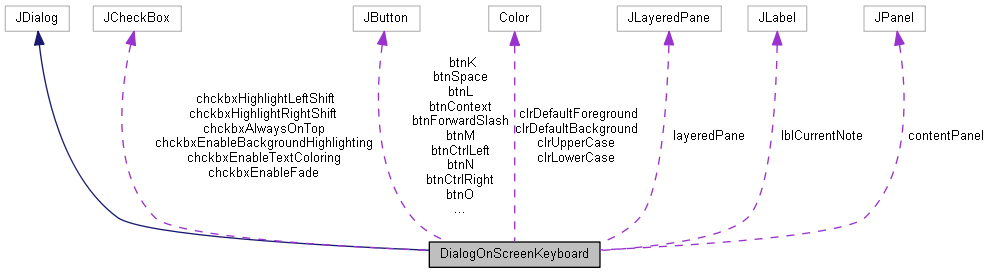 JDialog
JCheckBox
JButton
Color
JLayeredPane
JLabel
JPanel
chckbxHighlightLeftShift
chckbxHighlightRightShift
chckbxAlwaysOnTop
chckbxEnableBackgroundHighlighting
chckbxEnableTextColoring
chckbxEnableFade
btnK
btnSpace
btnL
btnContext
btnForwardSlash
btnM
btnCtrlLeft
btnN
btnCtrlRight
btnO
...
clrDefaultForeground
clrDefaultBackground
clrUpperCase
clrLowerCase
layeredPane
lblCurrentNote
contentPanel
DialogOnScreenKeyboard